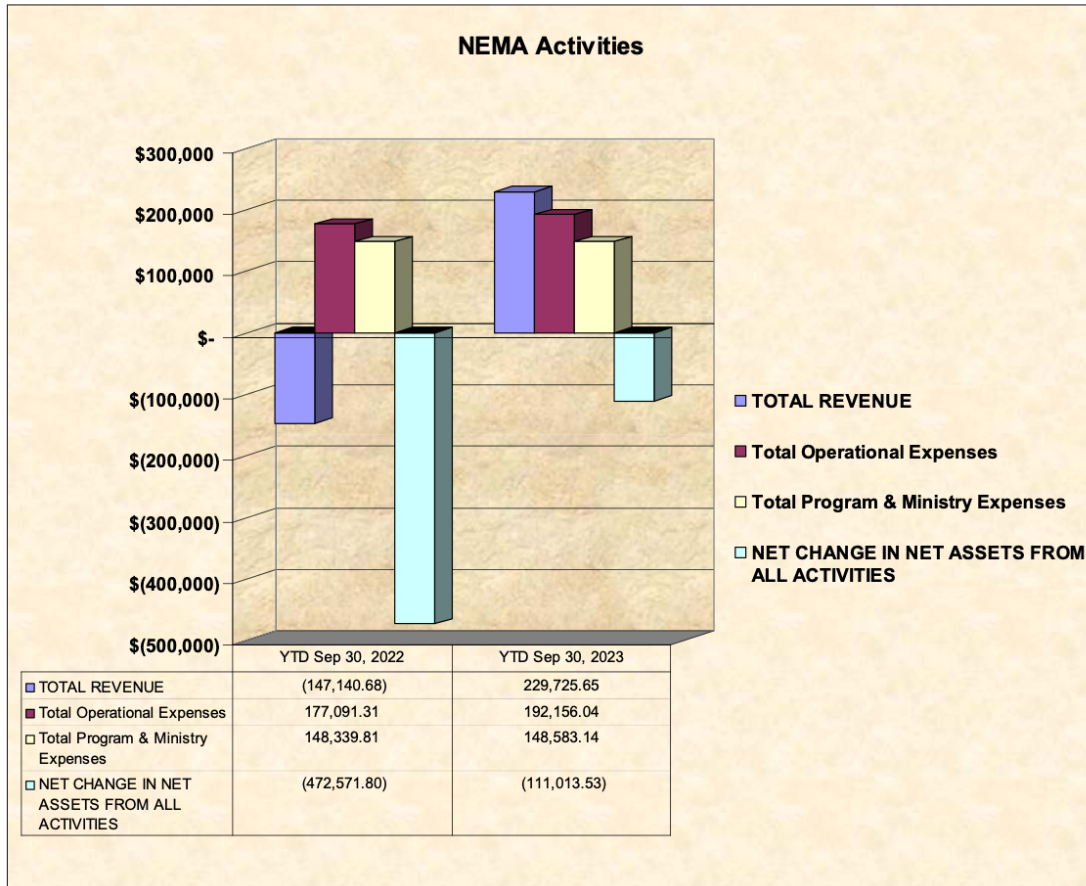 NEMA Activities
$300,000
$200,000
$100,000
$-
$(100,000)
$(200,000)
$(300,000)
$(400,000)
$(500,000)
TOTAL REVENUE
Total Operational Expenses
Total Program & Ministry Expenses
NET CHANGE IN NET ASSETS FROM
ALL ACTIVITIES
YTD Sep 30, 2022 YTD Sep 30, 2023
TOTAL REVENUE (147,140.68) 229,725.65
Total Operational Expenses 177,091.31 192,156.04
Total Program & Ministry 148,339.81 148,583.14
Expenses
NET CHANGE IN NET (472,571.80) (111,013.53)
ASSETS FROM ALL
ACTIVITIES